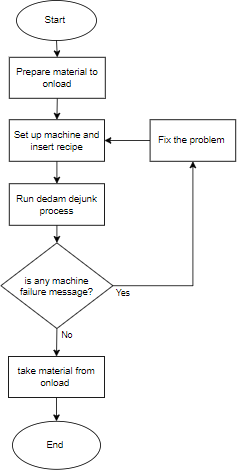 Start
Prepare material to
onload
Set up machine and
insert recipe
Fix the problem
Run dedam dejunk
process
is any machine
failure message?
Yes
No
take material from
onload
End